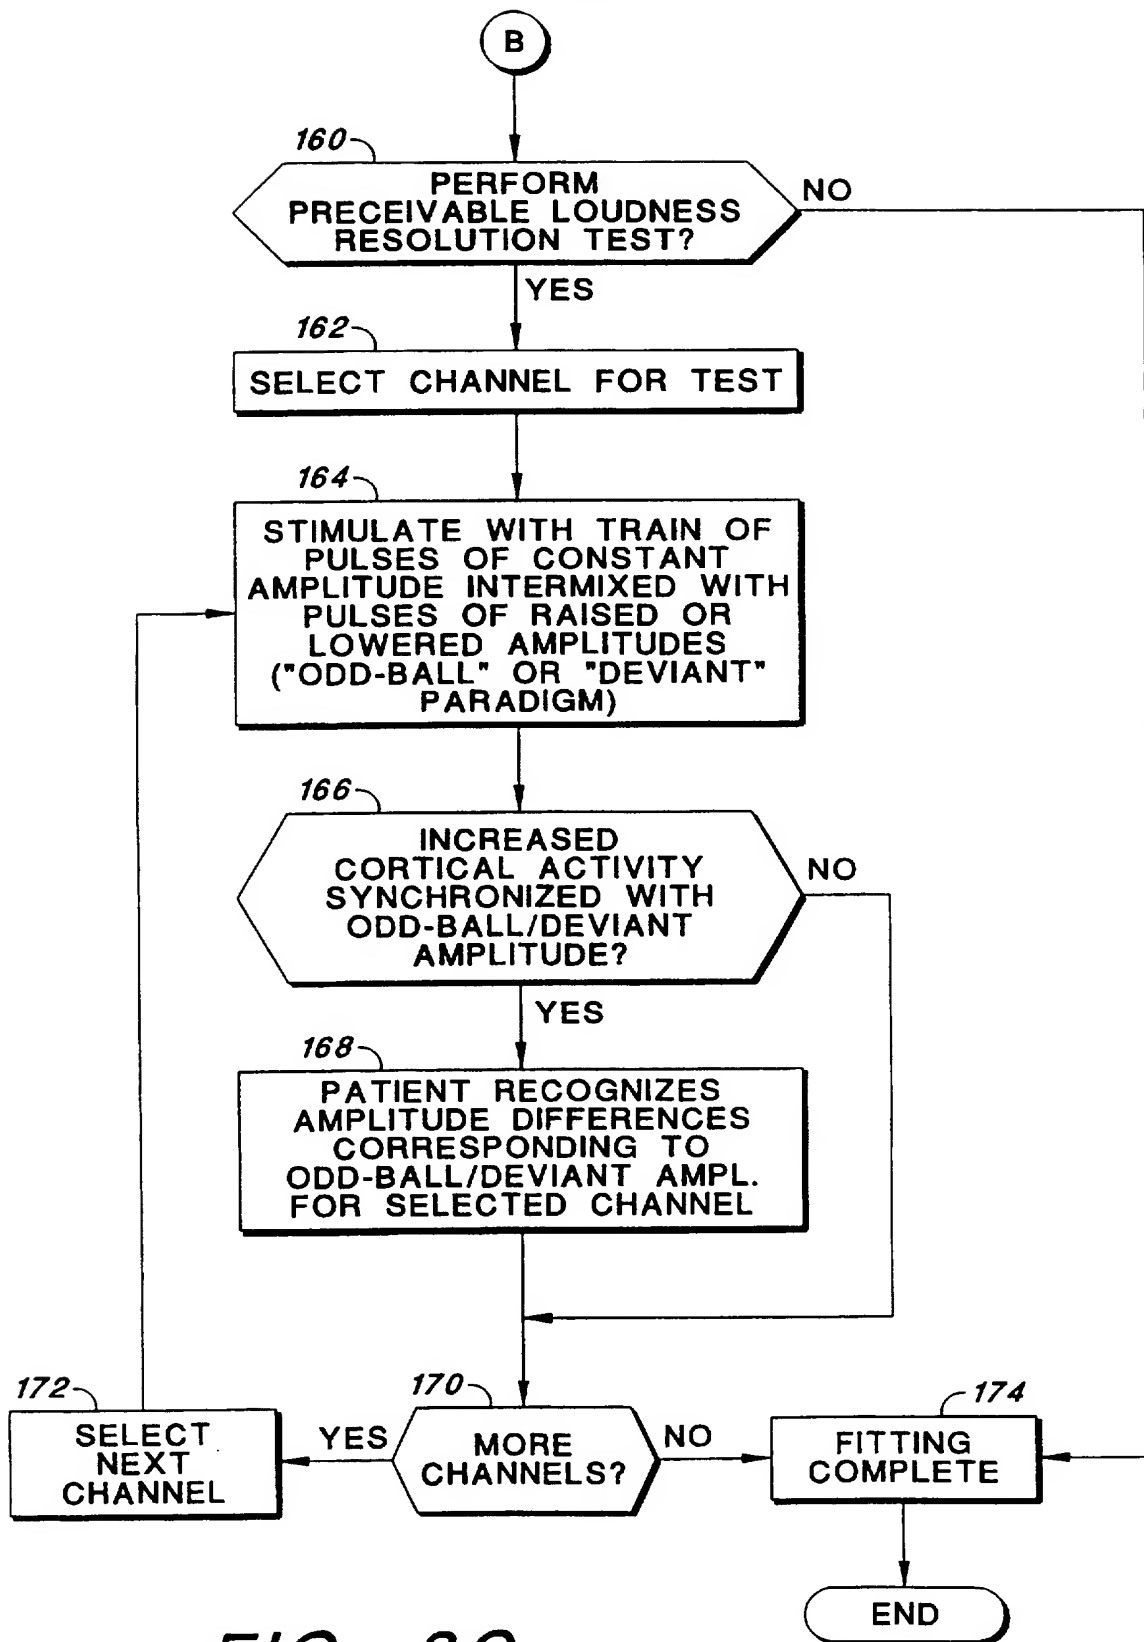 B
160
PERFORM
PRECEIVABLE LOUDNESS
RESOLUTION TEST?
NO
YES
162
SELECT CHANNEL FOR TEST
164
STIMULATE WITH TRAIN OF
PULSES OF CONSTANT
AMPLITUDE INTERMIXED WITH
PULSES OF RAISED OR
LOWERED AMPLITUDES
("ODD-BALL" OR "DEVIANT"
PARADIGM)
166
INCREASED
CORTICAL ACTIVITY
SYNCHRONIZED WITH
ODD-BALL/DEVIANT
AMPLITUDE?
NO
YES
168
PATIENT RECOGNIZES
AMPLITUDE DIFFERENCES
CORRESPONDING TO
ODD-BALL/DEVIANT AMPL.
FOR SELECTED CHANNEL
172
SELECT
NEXT
CHANNEL
YES
170
MORE
CHANNELS?
NO
174
FITTING
COMPLETE
END